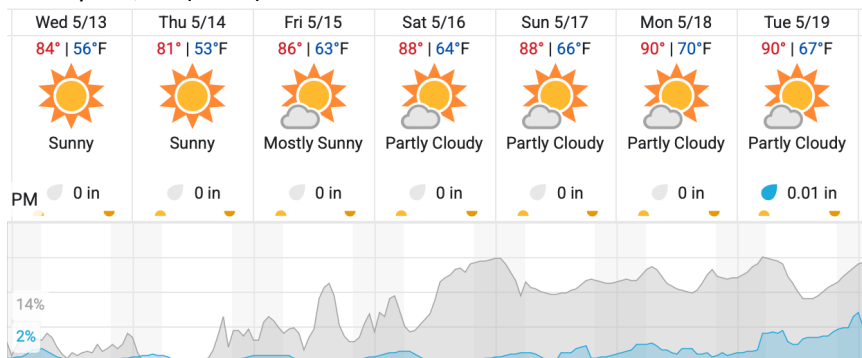 Wed 5/13 Thu 5/14 Fri 5/15 Sat 5/16 Sun 5/17 Mon 5/18 Tue 5/19
84° | 56°F 81° | 53°F 86° | 63°F 88° | 64°F 88° | 66°F 90° | 70°F 90° | 67°F
Sunny Sunny Mostly Sunny Partly Cloudy Partly Cloudy Partly Cloudy Partly Cloudy
PM 0 in 0 in 0 in 0 in 0 in 0 in 0.01 in
14%
2%